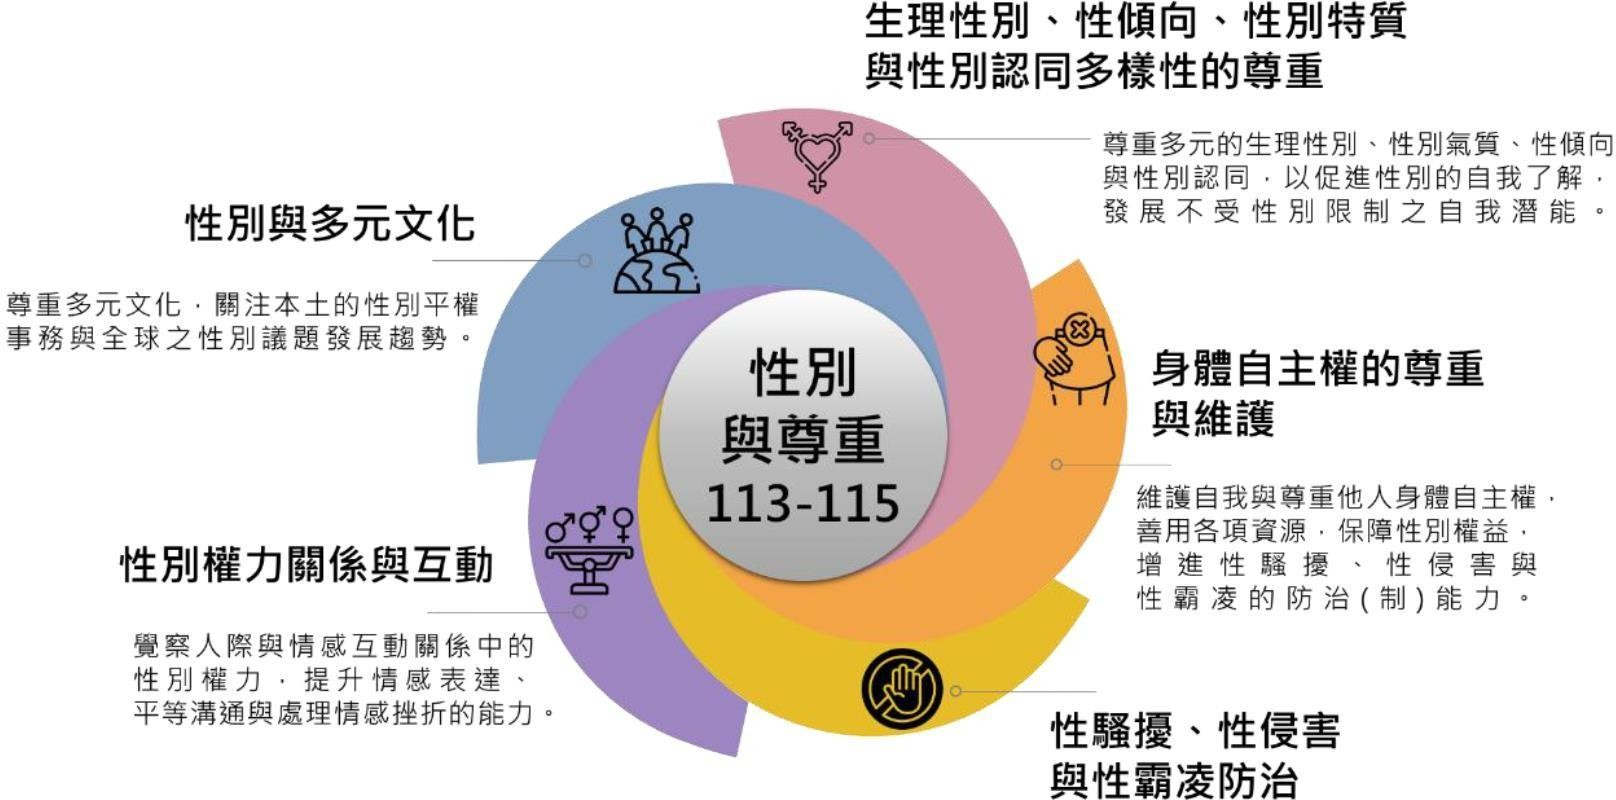 生理性別、性傾向、性別特質
與性別認同多樣性的尊重
尊重多元的生理性別、性別氣質、性傾向
與性別認同，以促進性別的自我了解，
發展不受性別限制之自我潛能。
性別與多元文化
尊重多元文化，關注本土的性別平權
事務與全球之性別議題發展趨勢。
性別
與尊重
113-115
身體自主權的尊重
與維護
維護自我與尊重他人身體自主權，
善用各項資源，保障性別權益，
增進性騷擾、性侵害與
性霸凌的防治(制)能力。
性別權力關係與互動
覺察人際與情感互動關係中的
性別權力，提升情感表達、
平等溝通與處理情感挫折的能力。
性騷擾、性侵害
與性霸凌防治